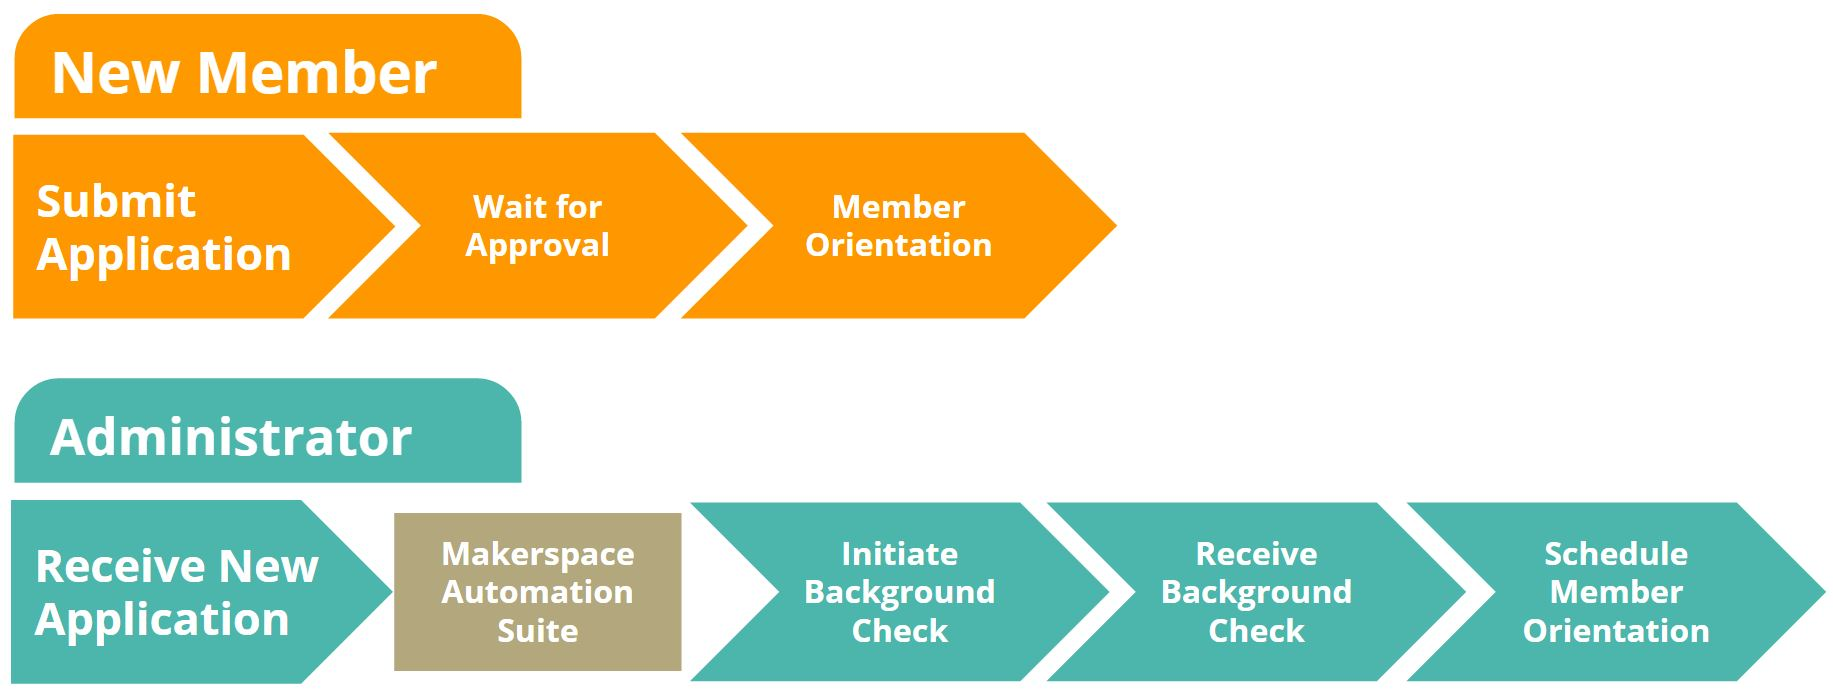 New Member
Submit
Application
Wait for
Approval
Member
Orientation
Administrator
Receive New
Application
Makerspace
Automation
Suite
Initiate
Background
Check
Receive
Background
Check
Schedule
Member
Orientation